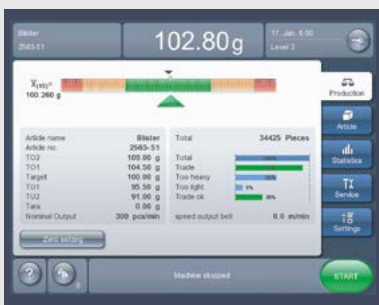 Blister
2563-51
102.80g
17. Jan. 6:00
Level 3
X(10)=
100.260 g
Production
Article
Statistics
Service
Settings
Article name Blister
Article no. 2563-51
TO2 109.00 g
TO1 104.50 g
Target 100.00 g
TU1 95.50 g
TU2 91.00 g
Tara 0.00 g
Nominal Output 300 pcs/min
Total 34425 Pieces
Total 100%
Trade
Too heavy
Too light
Trade ok
speed output belt 0.0 m/min
Zero setting
Machine stopped
START